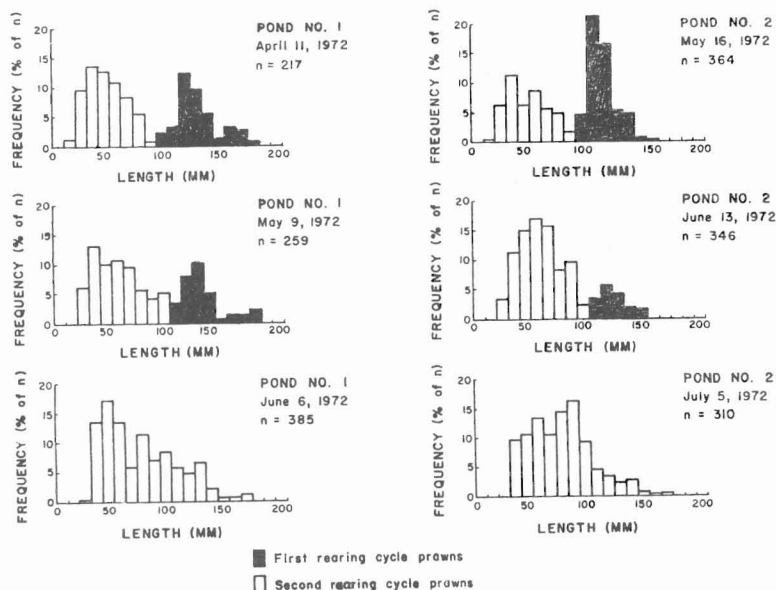 POND NO. 1
April 11, 1972
n = 217
FREQUENCY (% of n)
20
15
10
5
0
0 50 100 150 200
LENGTH (MM)
POND NO. 2
May 16, 1972
n = 364
FREQUENCY (% of n)
20
15
10
5
0
0 50 100 150 200
LENGTH (MM)
POND NO. 1
May 9, 1972
n = 259
FREQUENCY (% of n)
20
15
10
5
0
0 50 100 150 200
LENGTH (MM)
POND NO. 2
June 13, 1972
n = 346
FREQUENCY (% of n)
20
15
10
5
0
0 50 100 150 200
LENGTH (MM)
POND NO. 1
June 6, 1972
n = 385
FREQUENCY (% of n)
20
15
10
5
0
0 50 100 150 200
LENGTH (MM)
POND NO. 2
July 5, 1972
n = 310
FREQUENCY (% of n)
20
15
10
5
0
0 50 100 150 200
LENGTH (MM)
First rearing cycle prawns
Second rearing cycle prawns